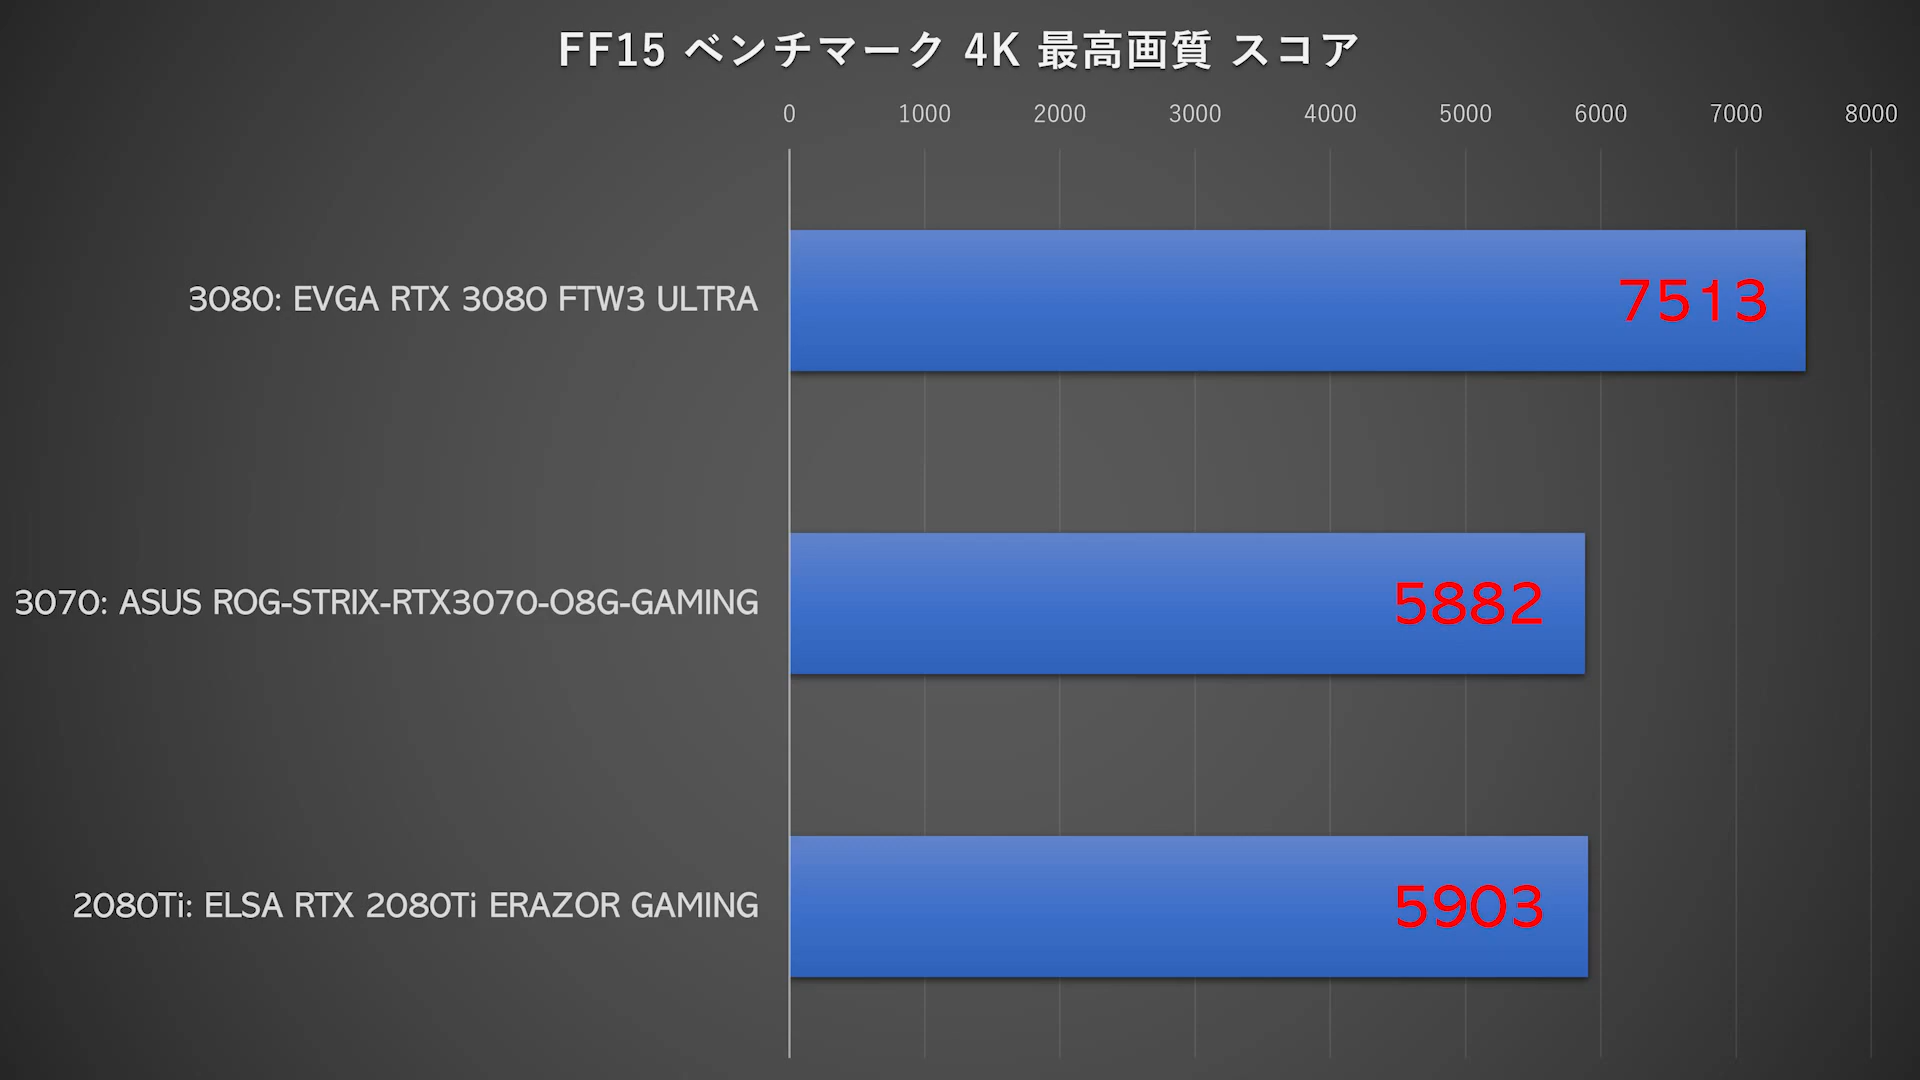 FF15 ベンチマーク 4K 最高画質 スコア
0 1000 2000 3000 4000 5000 6000 7000 8000
3080: EVGA RTX 3080 FTW3 ULTRA 7513
3070: ASUS ROG-STRIX-RTX3070-O8G-GAMING 5882
2080Ti: ELSA RTX 2080Ti ERAZOR GAMING 5903